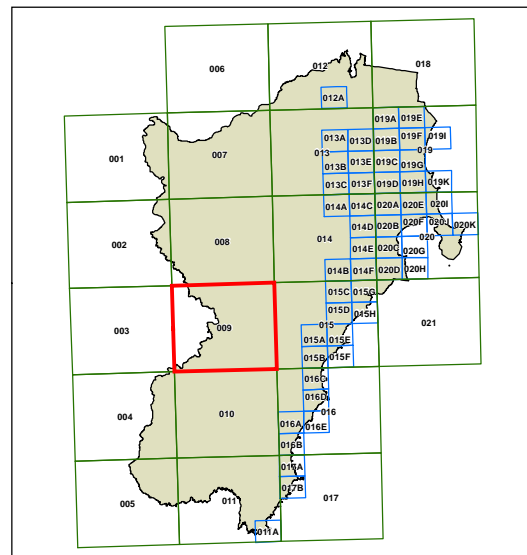 012 018
006
012A
019A 019E
001 007 013A 013D 019B 019F 019I
013 019
013B 013E 019C 019G
013C 013F 019D 019H 019K
014A 014C 020A 020E 020I
002 008 014 014D 020B 020F 020J 020K
020
014E 020C 020G
014B 014F 020D 020H
015C 015G
003 009 015D 015H 021
015
015A 015E
015B 015F
016C
004 010 016D
016
016A 016E
016B
017A
005 011 017B 017
011A